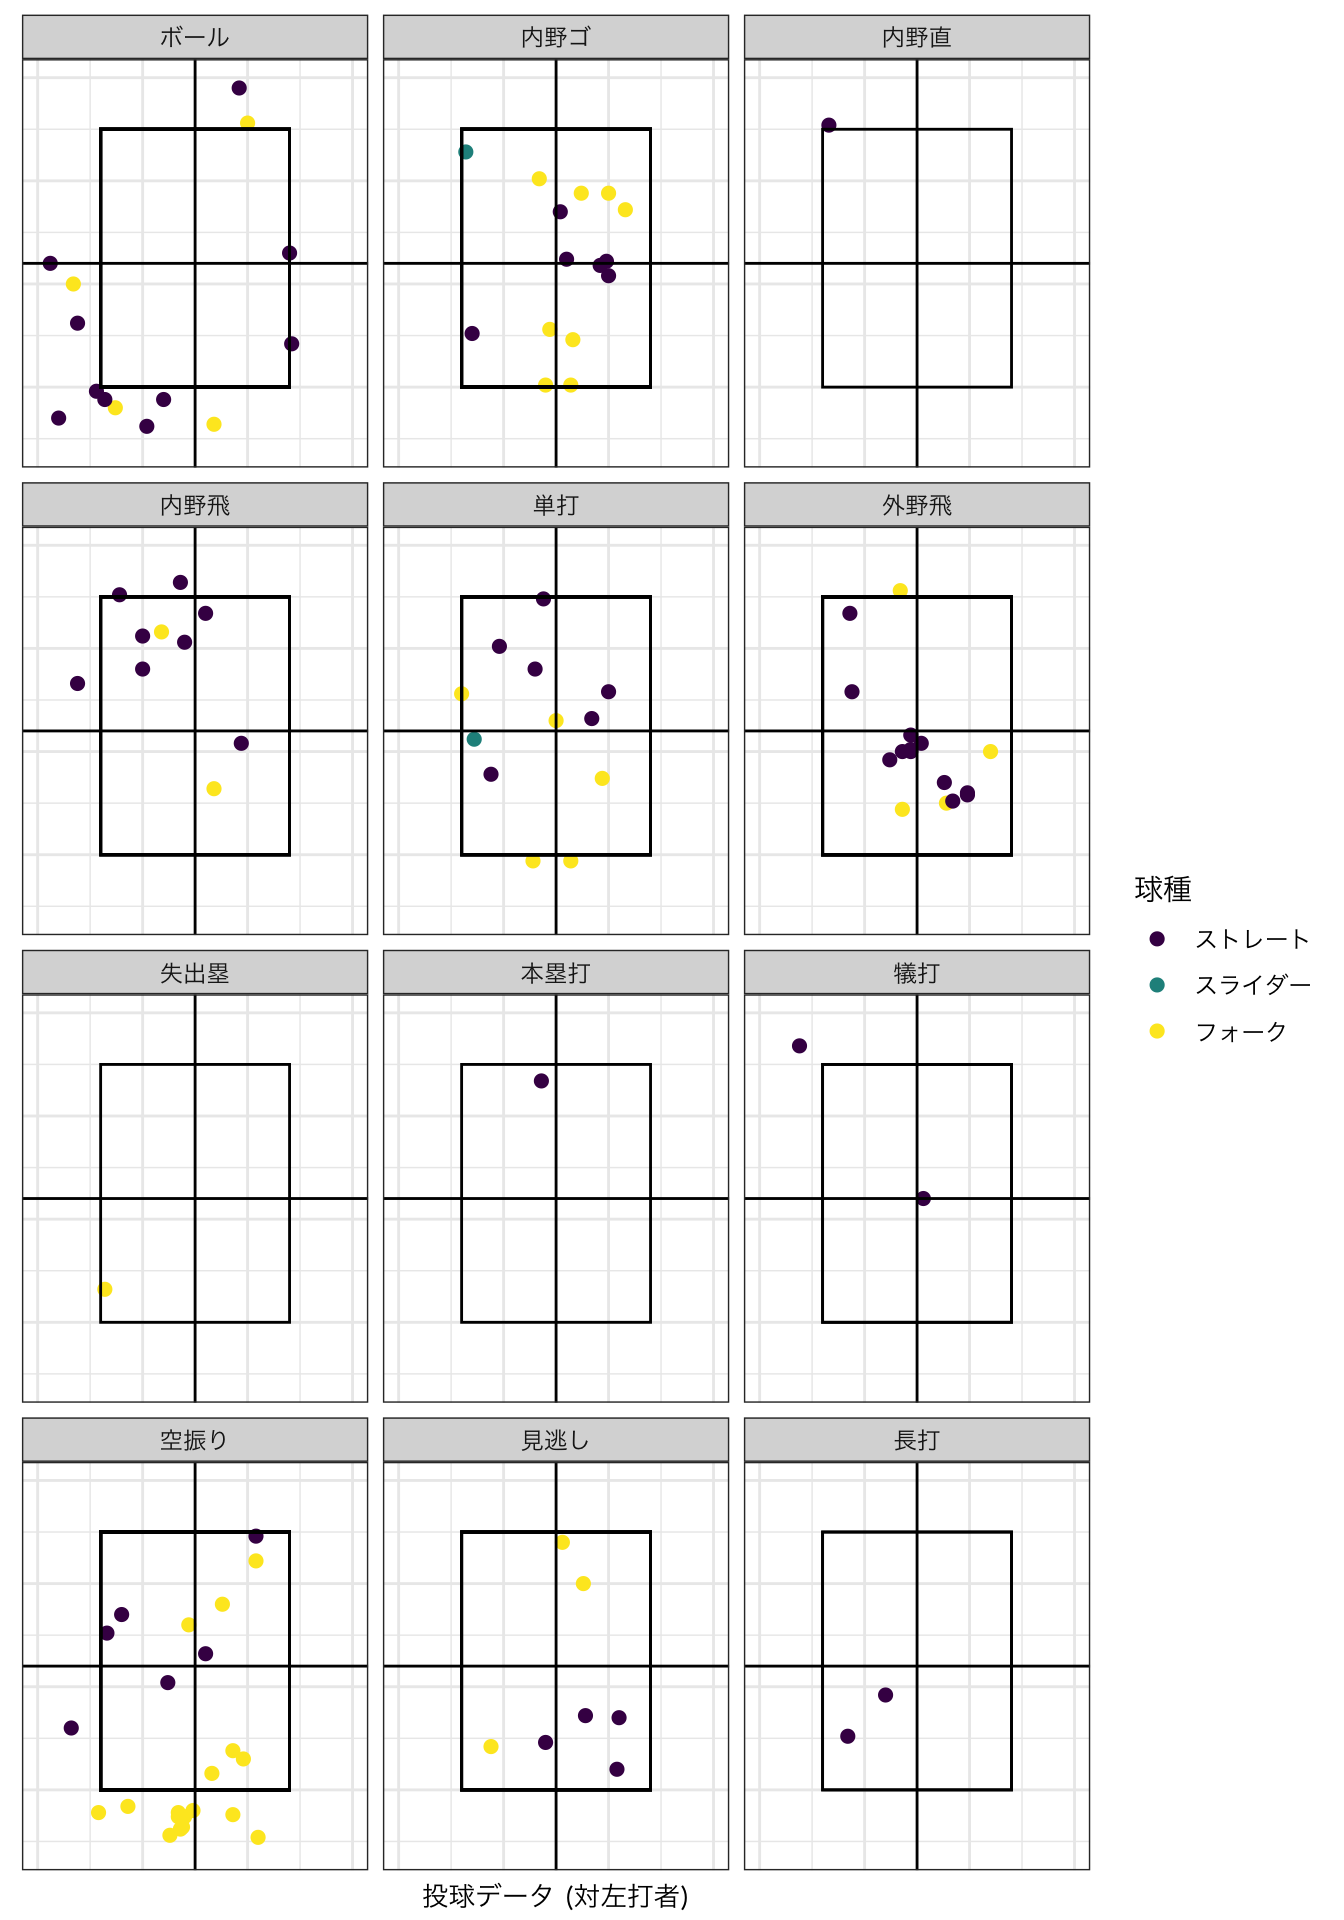 ボール
内野ゴ
内野直
内野飛
単打
外野飛
失出塁
本塁打
犠打
空振り
見逃し
長打
球種
ストレート
スライダー
フォーク
投球データ (対左打者)